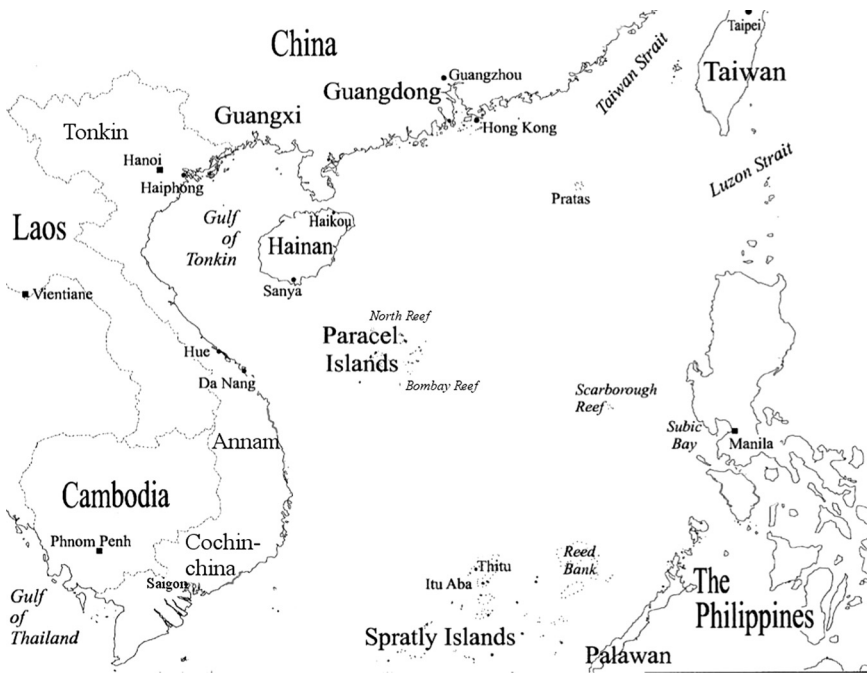 China
Taipei
Taiwan Strait
Taiwan
Guangzhou
Guangdong
Guangxi
Hong Kong
Tonkin
Hanoi
Haiphong
Luzon Strait
Pratas
Gulf
of
Tonkin
Haikou
Hainan
Sanya
Laos
Vientiane
North Reef
Paracel
Islands
Bombay Reef
Hue
Da Nang
Scarborough
Reef
Subic
Bay
Manila
Annam
Cambodia
Phnom Penh
Cochin-
china
Saigon
Gulf
of
Thailand
Thitu
Itu Aba
Reed
Bank
Spratly Islands
The
Philippines
Palawan